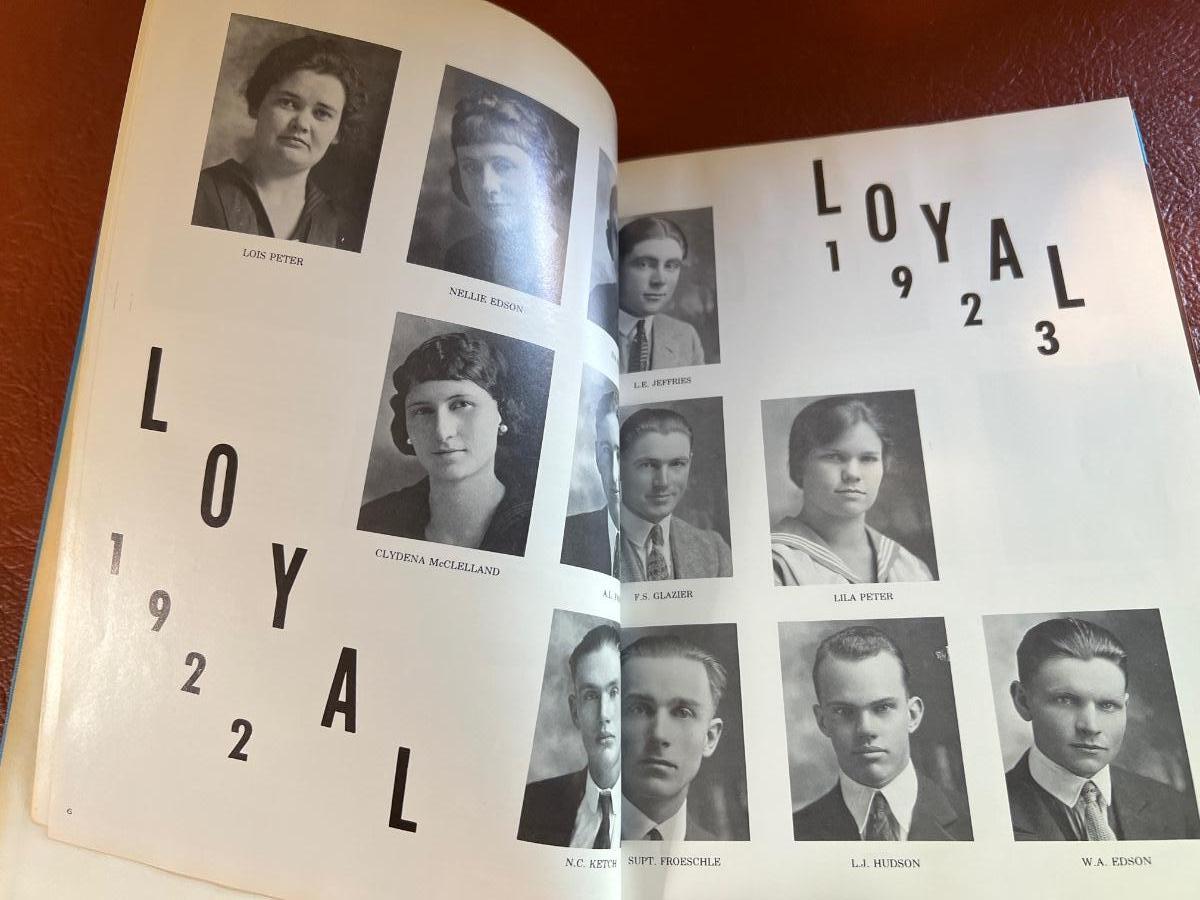 LOIS PETER
NELLIE EDSON
LOYAL
1922
CLYDENA McCLELLAND
A.L.
N.C. KETCH
6
LOYAL
1923
L.E. JEFFRIES
F.S. GLAZIER
LILA PETER
SUPT. FROESCHLE
L.J. HUDSON
W.A. EDSON